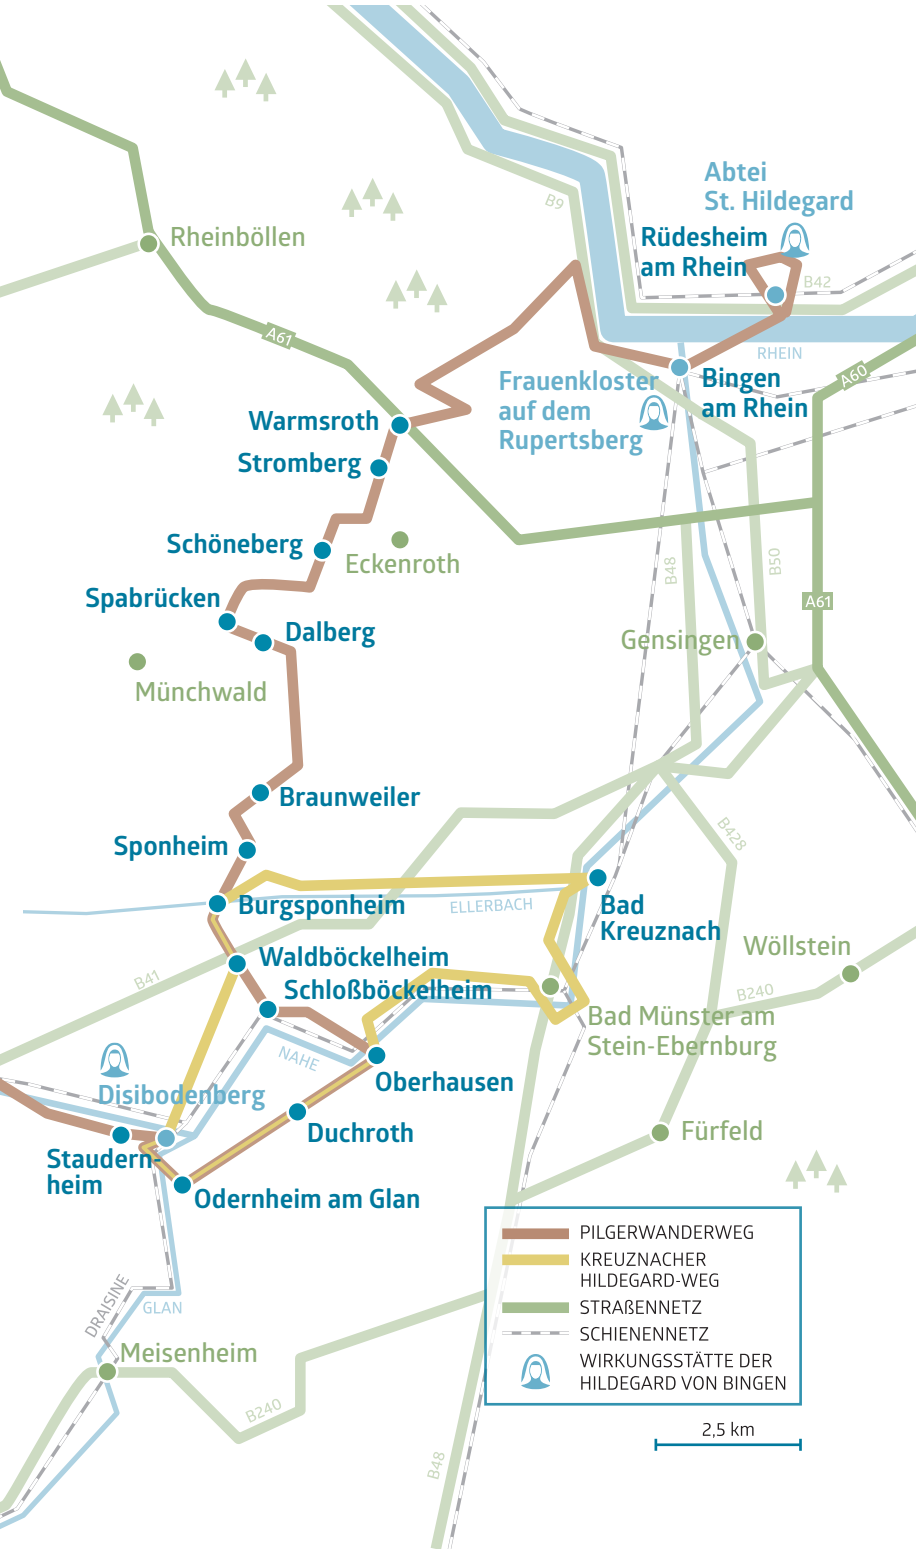 Abtei
St. Hildegard
B9
Rheinböllen
Rüdesheim
am Rhein
B42
A61
RHEIN
Frauenkloster
auf dem
Rupertsberg
Bingen
am Rhein
A60
Warmsroth
Stromberg
Schöneberg
Eckenroth
B48
B50
Spabrücken
A61
Dalberg
Gensingen
Münchwald
Braunweiler
B428
Sponheim
Burgsponheim
ELLERBACH
Bad
Kreuznach
Waldböckelheim
Wöllstein
B41
Schloßböckelheim
B240
Bad Münster am
Stein-Ebernburg
NAHE
Disibodenberg
Oberhausen
Duchroth
Fürfeld
Staudern-
heim
Odernheim am Glan
DRAISINE
GLAN
Meisenheim
B240
B48
PILGERWANDERWEG
KREUZNACHER
HILDEGARD-WEG
STRAßENNETZ
SCHIENENNETZ
WIRKUNGSSTÄTTE DER
HILDEGARD VON BINGEN
2,5 km